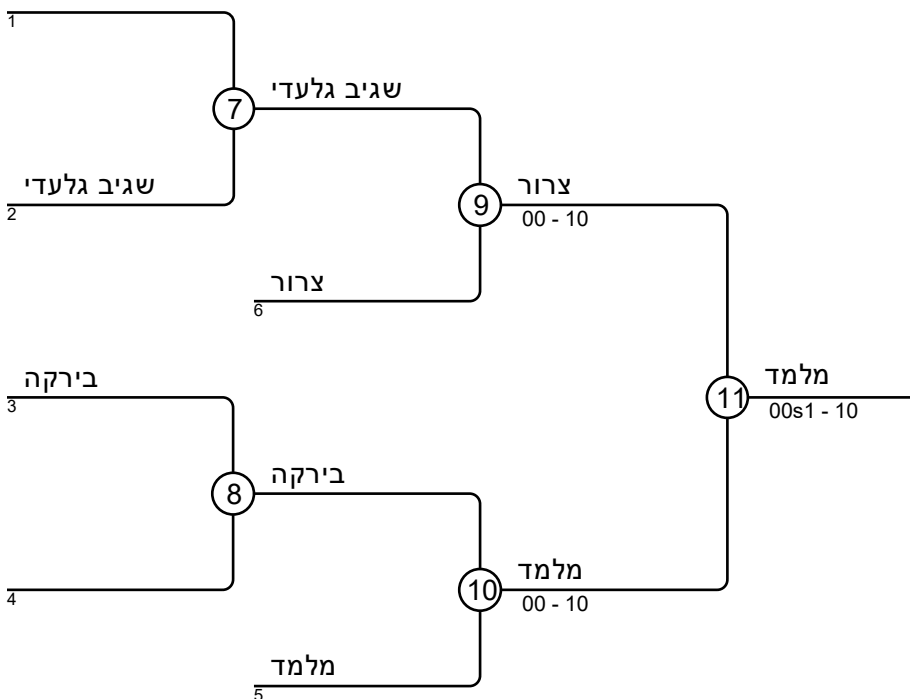 1
7
שגיב גלעדי
שגיב גלעדי
2
9
צרור
00 - 10
צרור
6
בירקה
3
11
מלמד
00s1 - 10
8
בירקה
4
10
מלמד
00 - 10
מלמד
5